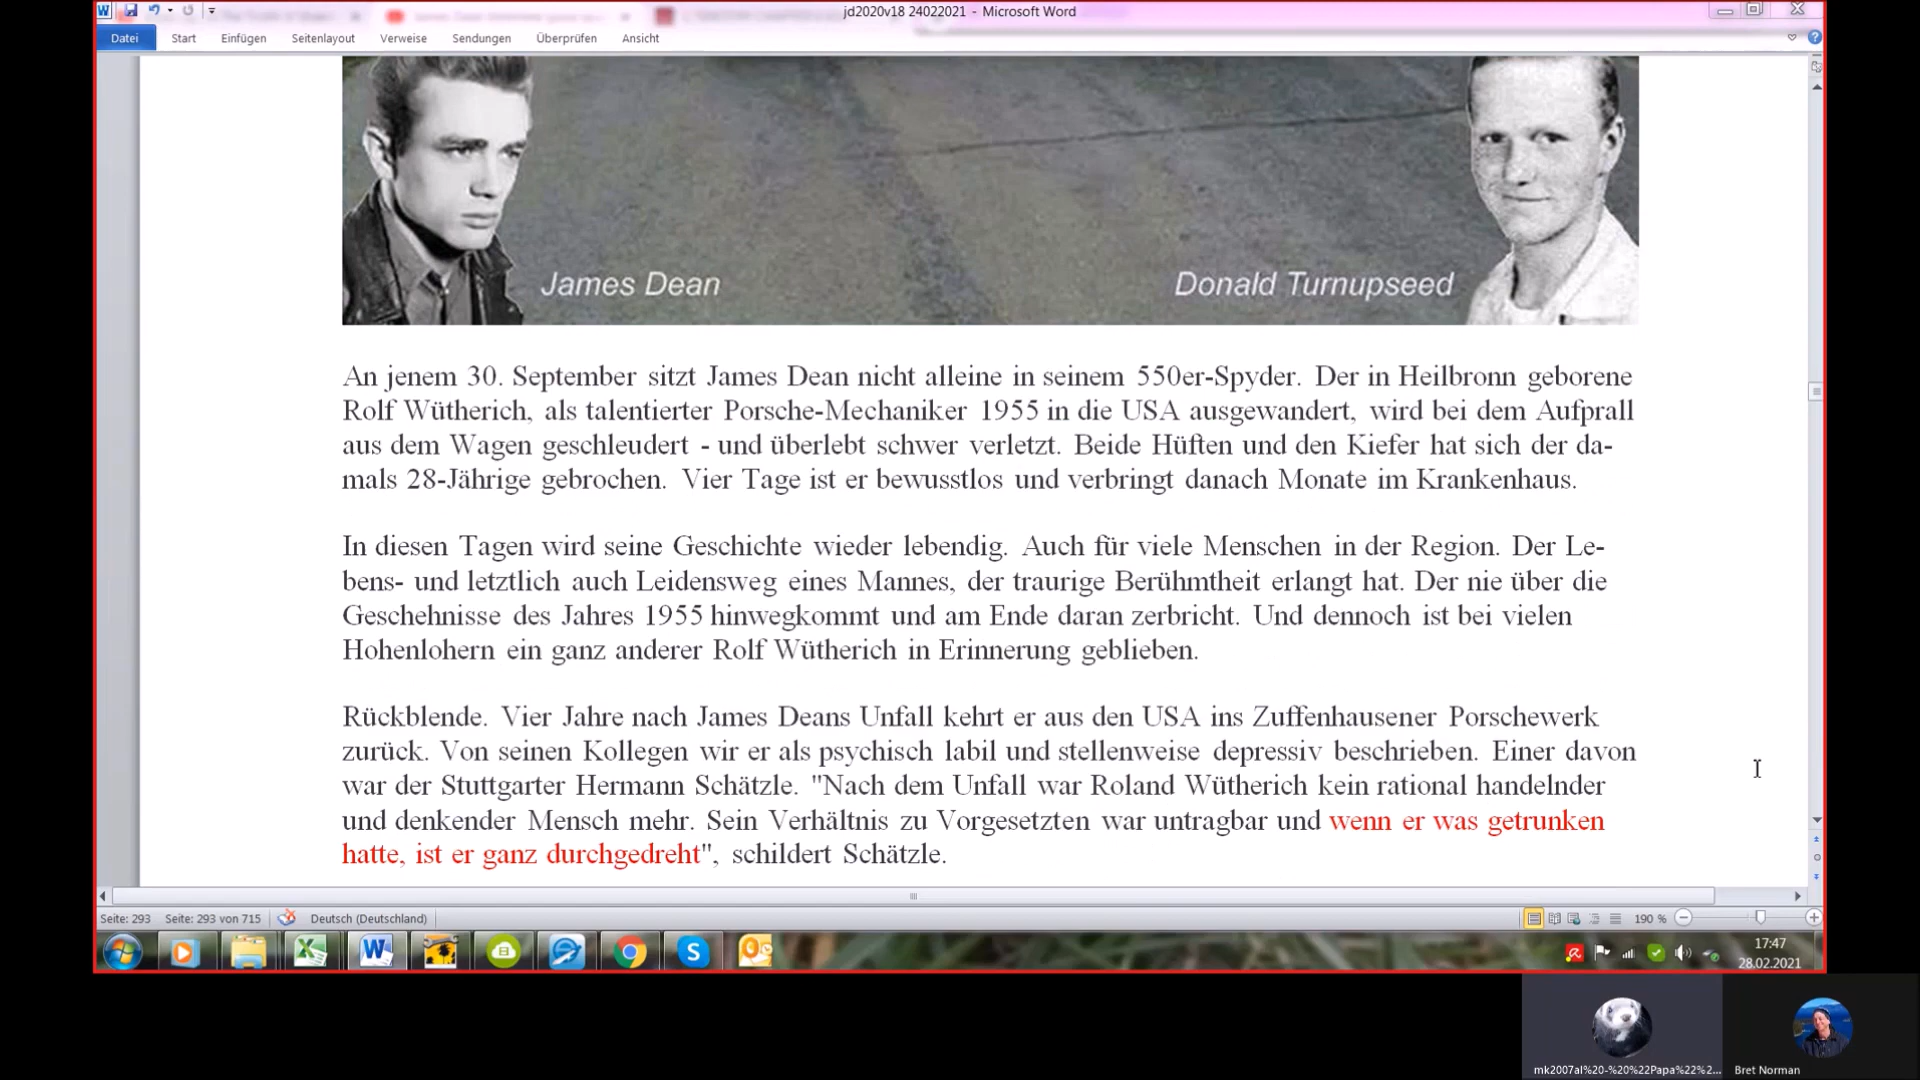 jd2020v18 24022021 - Microsoft Word
Datei Start Einfügen Seitenlayout Verweise Sendungen Überprüfen Ansicht
James Dean
Donald Turnupseed
An jenem 30. September sitzt James Dean nicht alleine in seinem 550er-Spyder. Der in Heilbronn geborene
Rolf Wütherich, als talentierter Porsche-Mechaniker 1955 in die USA ausgewandert, wird bei dem Aufprall
aus dem Wagen geschleudert - und überlebt schwer verletzt. Beide Hüften und den Kiefer hat sich der da-
mals 28-Jährige gebrochen. Vier Tage ist er bewusstlos und verbringt danach Monate im Krankenhaus.
In diesen Tagen wird seine Geschichte wieder lebendig. Auch für viele Menschen in der Region. Der Le-
bens- und letztlich auch Leidensweg eines Mannes, der traurige Berühmtheit erlangt hat. Der nie über die
Geschehnisse des Jahres 1955 hinwegkommt und am Ende daran zerbricht. Und dennoch ist bei vielen
Hohenlohern ein ganz anderer Rolf Wütherich in Erinnerung geblieben.
Rückblende. Vier Jahre nach James Deans Unfall kehrt er aus den USA ins Zuffenhausener Porschewerk
zurück. Von seinen Kollegen wir er als psychisch labil und stellenweise depressiv beschrieben. Einer davon
war der Stuttgarter Hermann Schätzle. "Nach dem Unfall war Roland Wütherich kein rational handelnder
und denkender Mensch mehr. Sein Verhältnis zu Vorgesetzten war untragbar und wenn er was getrunken
hatte, ist er ganz durchgedreht", schildert Schätzle.
Seite: 293 Seite: 293 von 715 Deutsch (Deutschland) 190 %
17:47
28.02.2021
mk2007al%20-%20%22Papa%22%2... Bret Norman